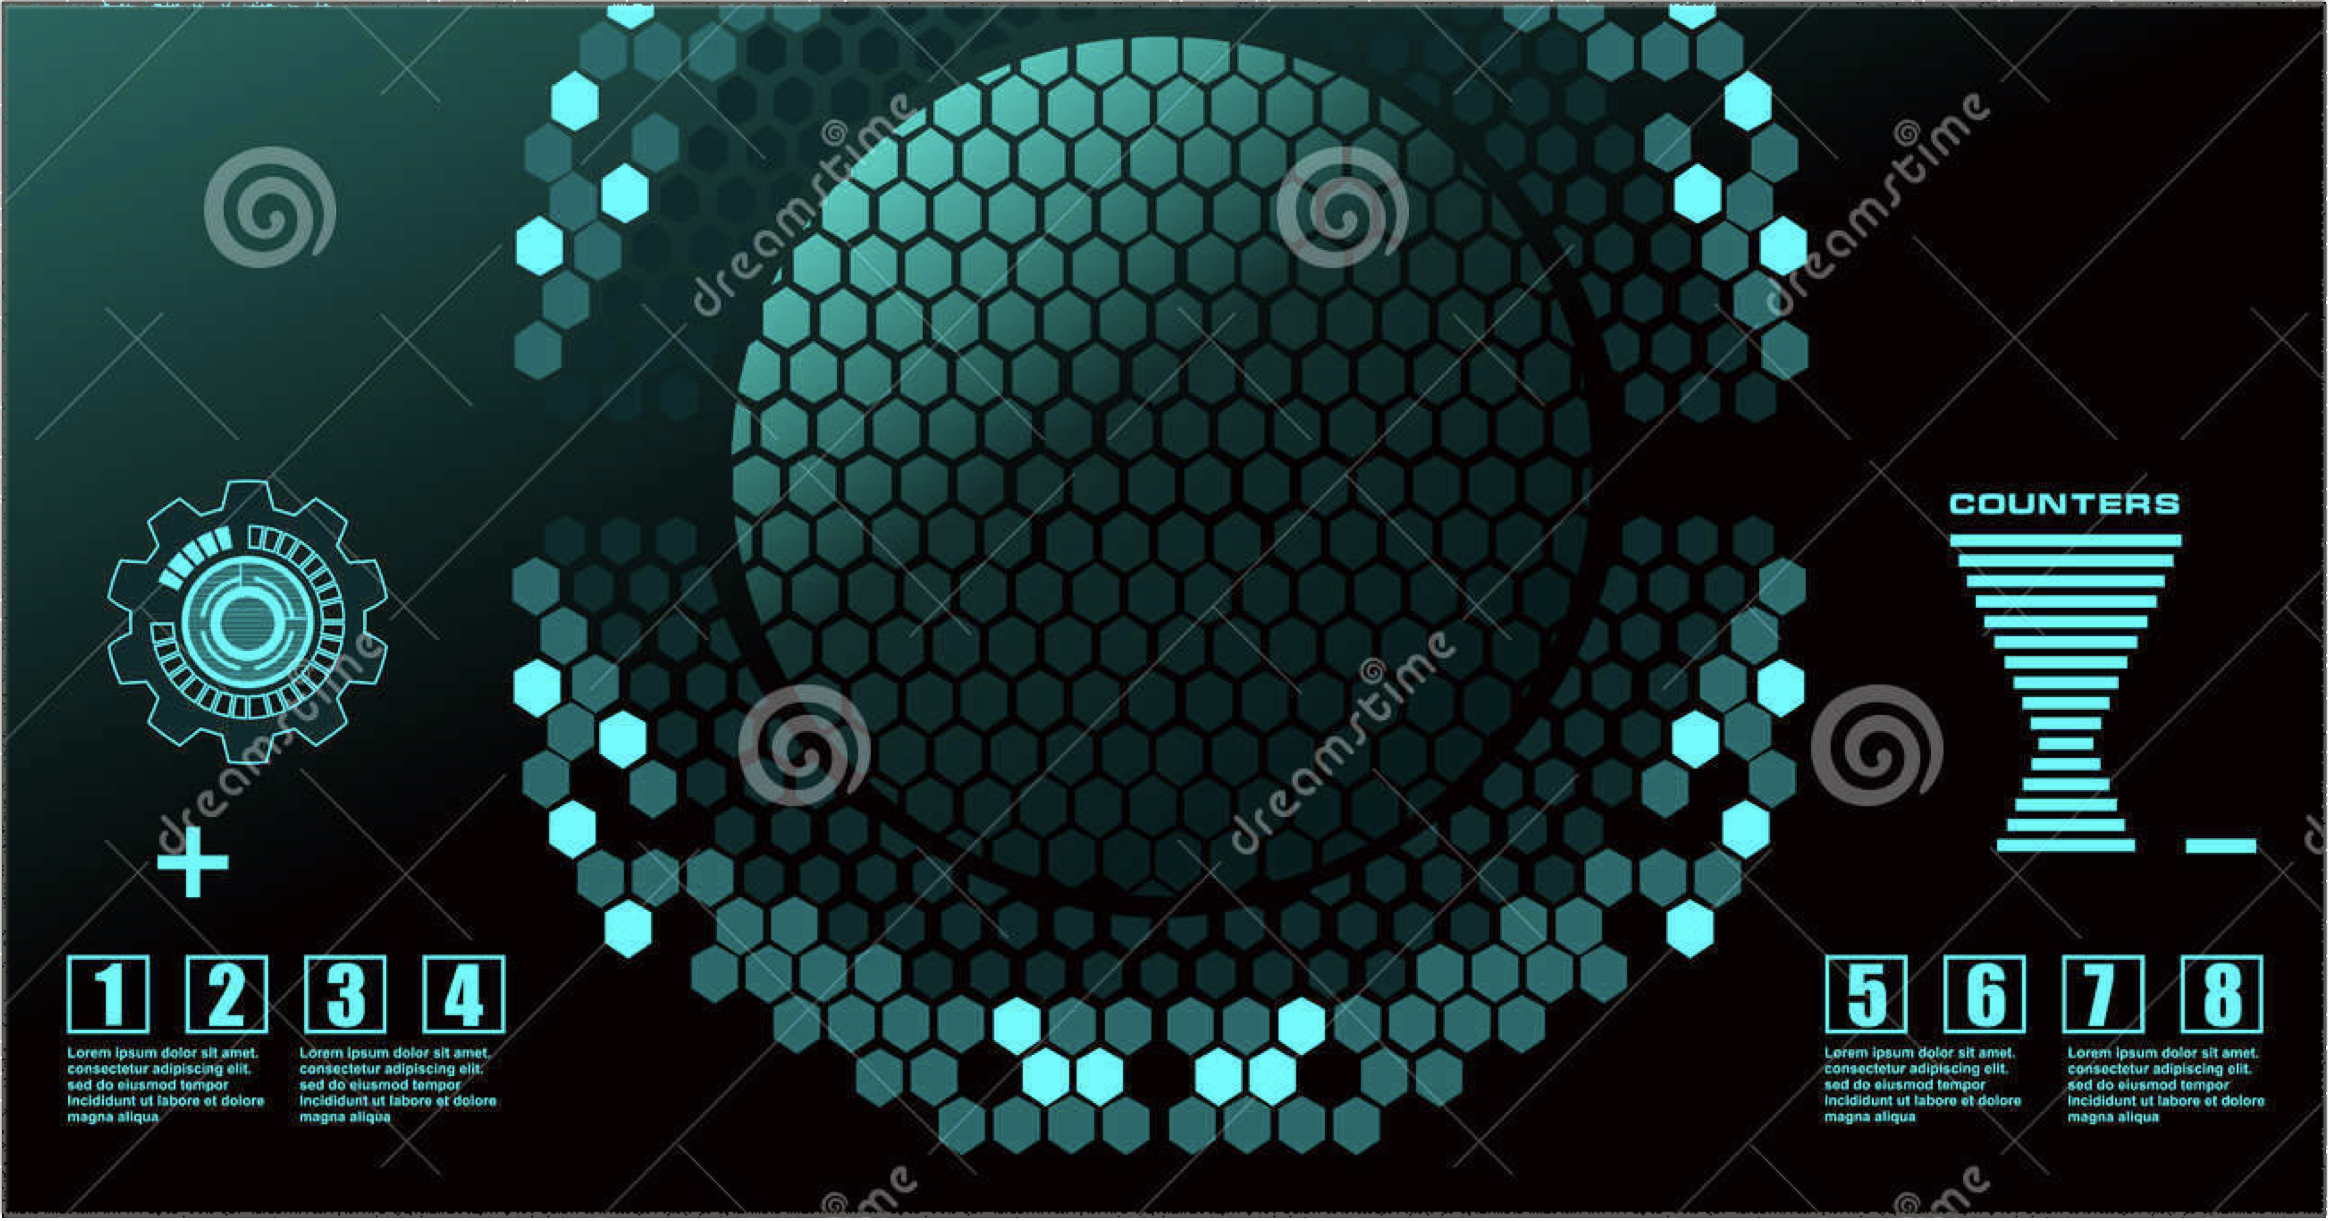 dreamstime
dreamstime
COUNTERS
dreamstime
dreamstime
1 2 3 4
5 6 7 8
Lorem ipsum dolor sit amet.
consectetur adipiscing elit.
sed do eiusmod tempor
Incididunt ut labore et dolore
magna aliqua
Lorem ipsum dolor sit amet.
consectetur adipiscing elit.
sed do eiusmod tempor
Incididunt ut labore et dolore
magna aliqua
Lorem ipsum dolor sit amet.
consectetur adipiscing elit.
sed do eiusmod tempor
Incididunt ut labore et dolore
magna aliqua
Lorem ipsum dolor sit amet.
consectetur adipiscing elit.
sed do eiusmod tempor
Incididunt ut labore et dolore
magna aliqua
me
me